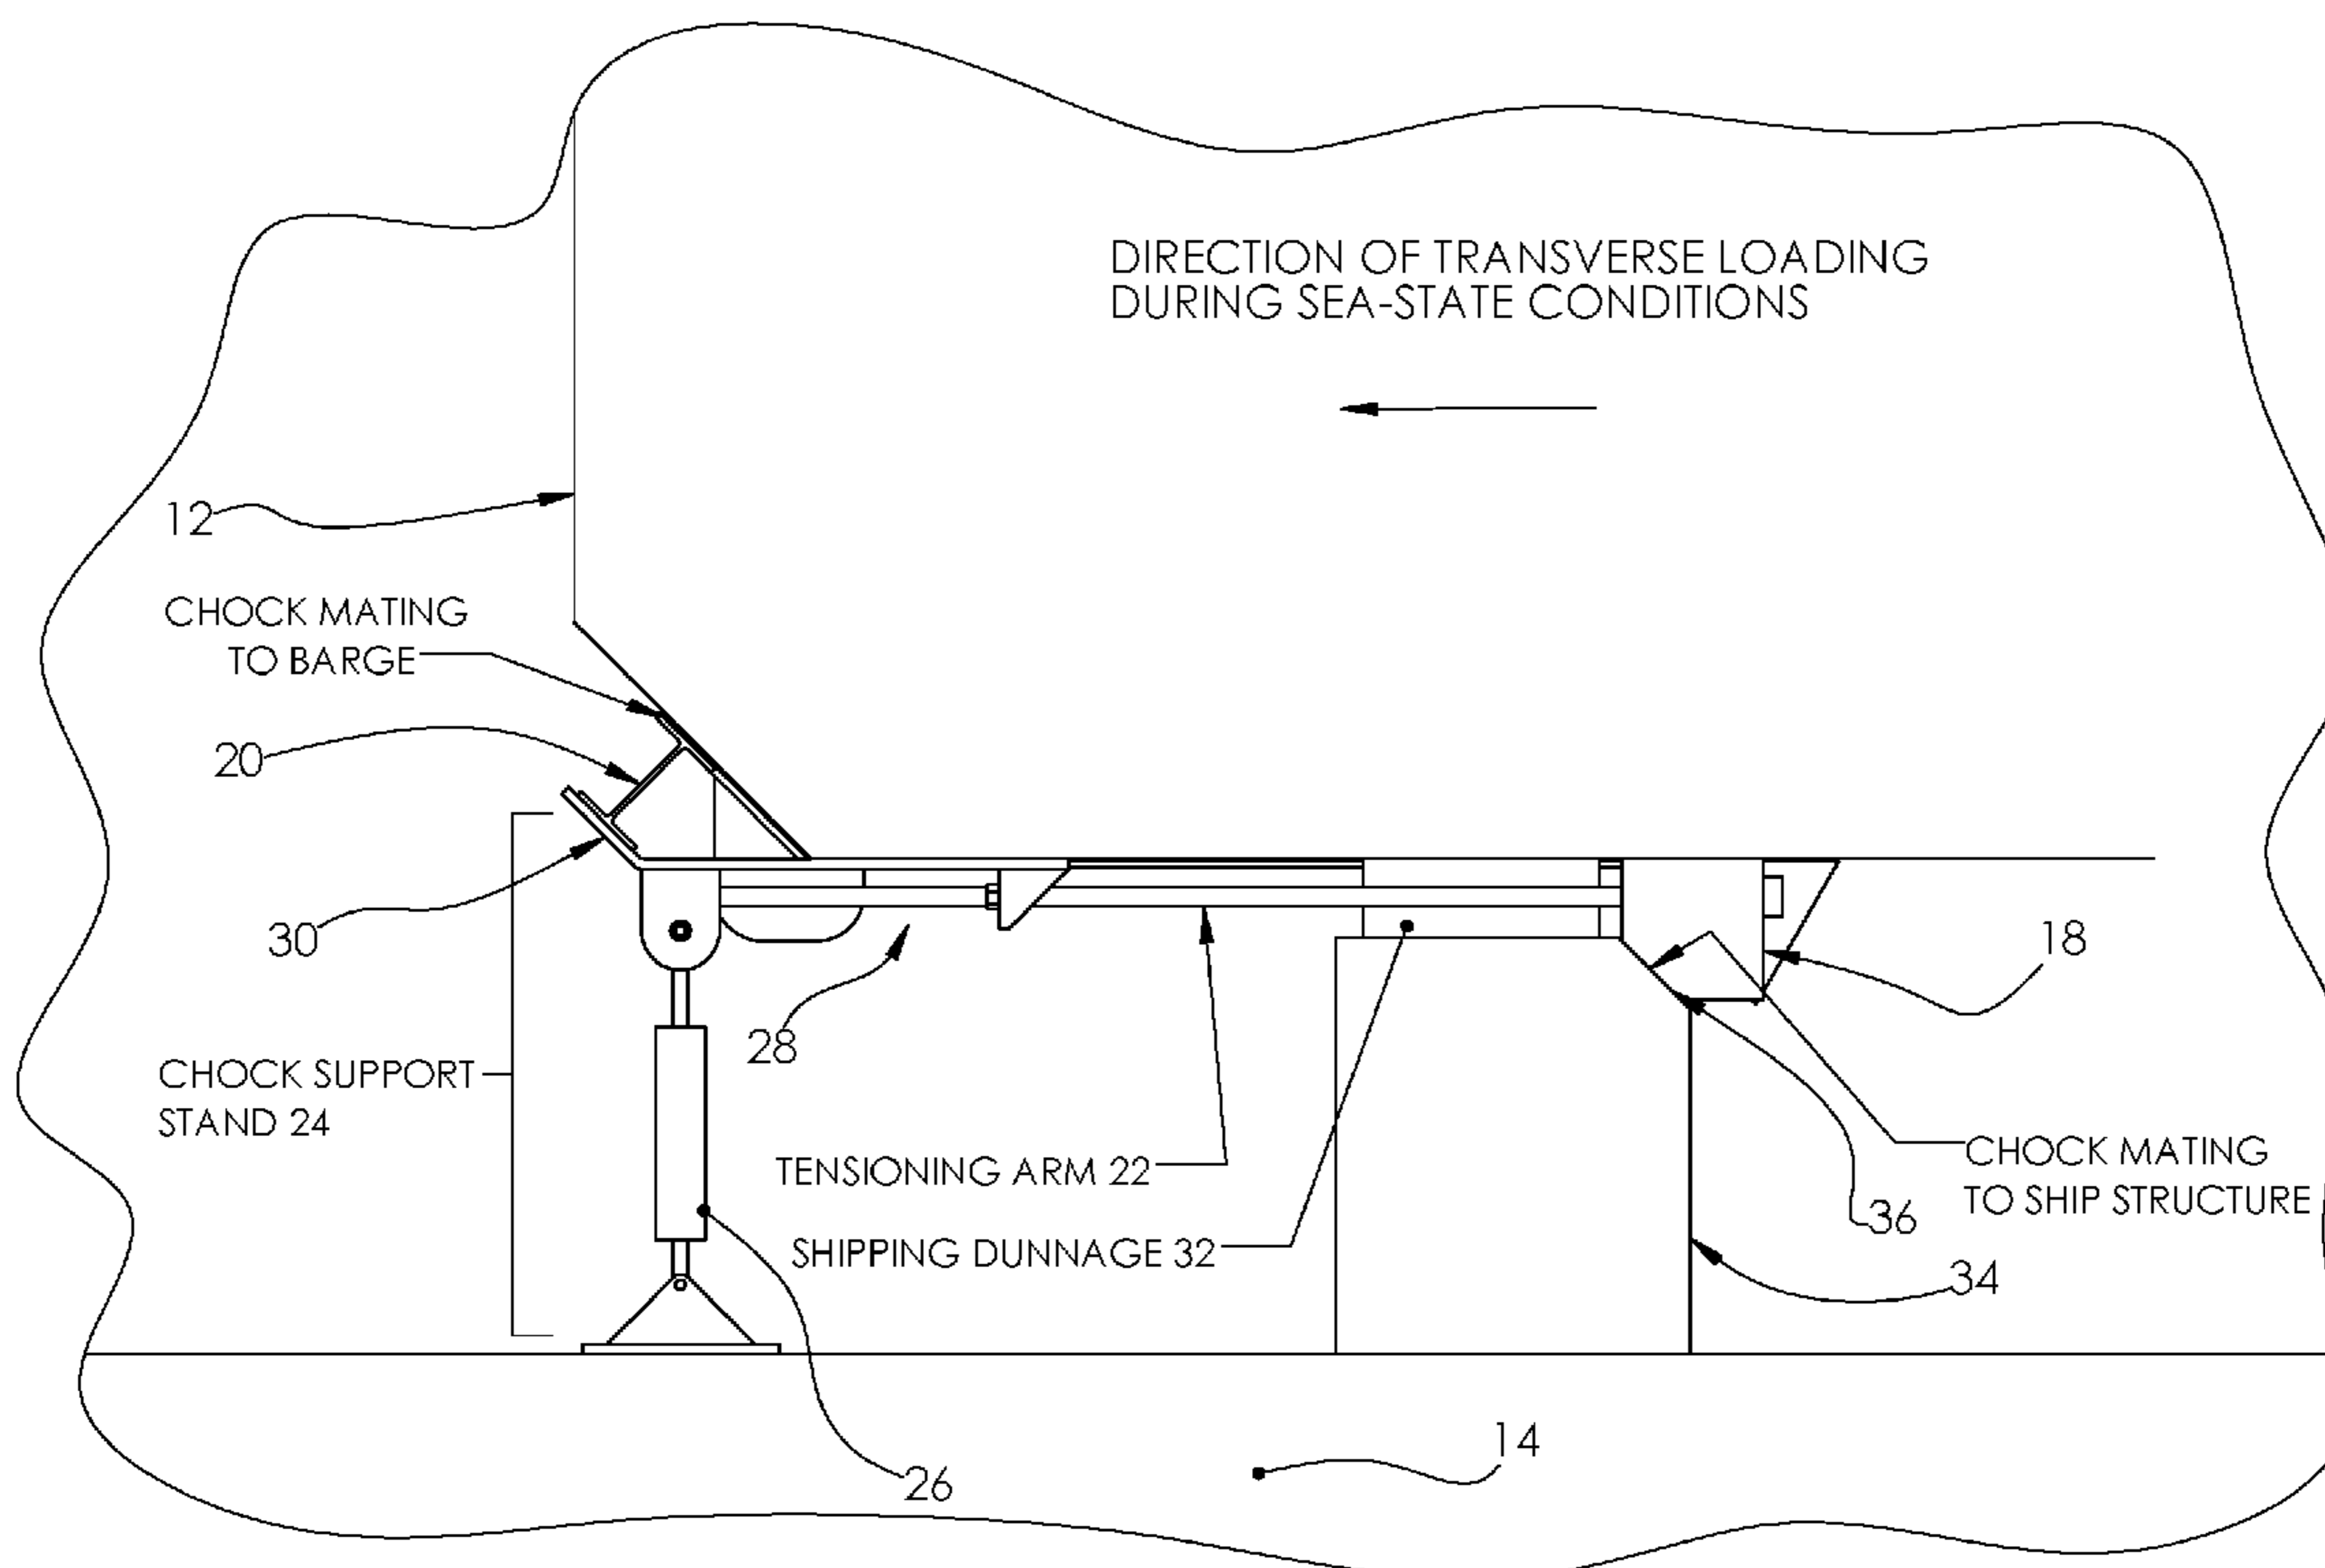 DIRECTION OF TRANSVERSE LOADING
DURING SEA-STATE CONDITIONS
12
CHOCK MATING
TO BARGE
20
30
18
28
CHOCK SUPPORT
STAND 24
TENSIONING ARM 22
CHOCK MATING
TO SHIP STRUCTURE
36
SHIPPING DUNNAGE 32
34
14
26